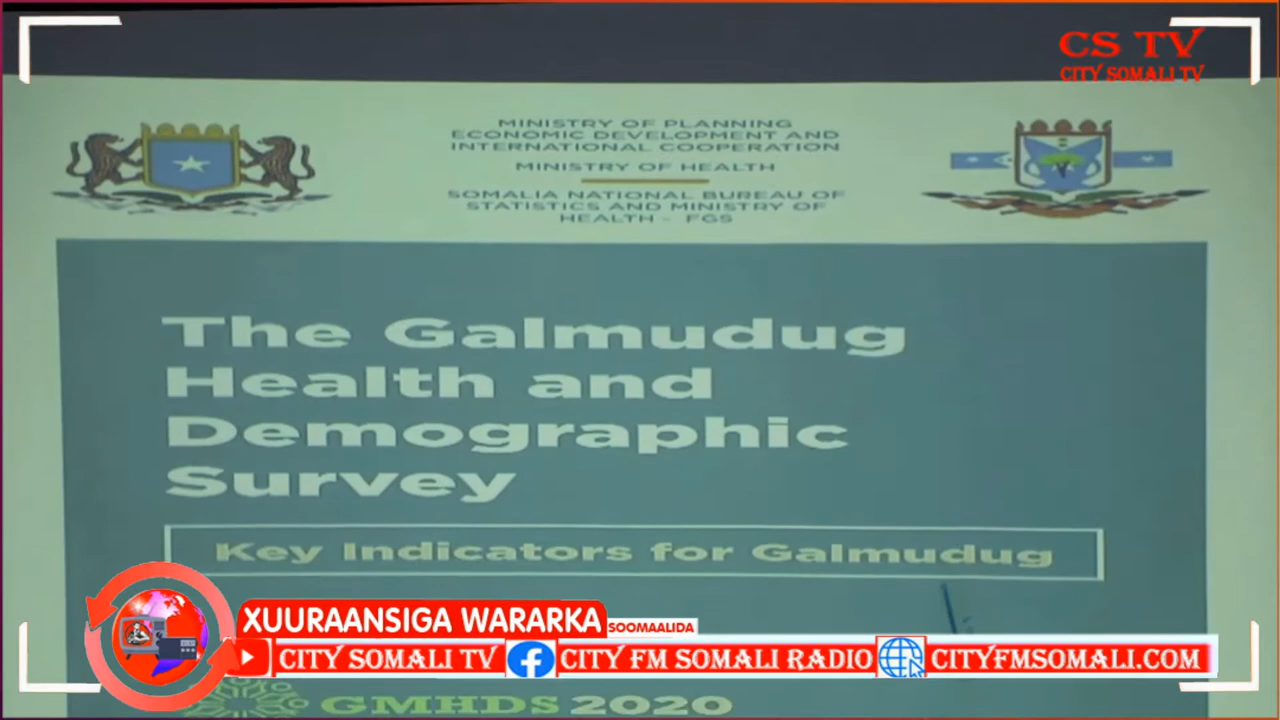 CS TV
CITY SOMALI TV
MINISTRY OF PLANNING
ECONOMIC DEVELOPMENT AND
INTERNATIONAL COOPERATION
MINISTRY OF HEALTH
SOMALIA NATIONAL BUREAU OF
STATISTICS AND MINISTRY OF
HEALTH - FGS
The Galmudug
Health and
Demographic
Survey
Key Indicators for Galmudug
XUURAANSIGA WARARKA SOOMAALIDA
CITY SOMALI TV CITY FM SOMALI RADIO CITYFMSOMALI.COM
GMHDS 2020